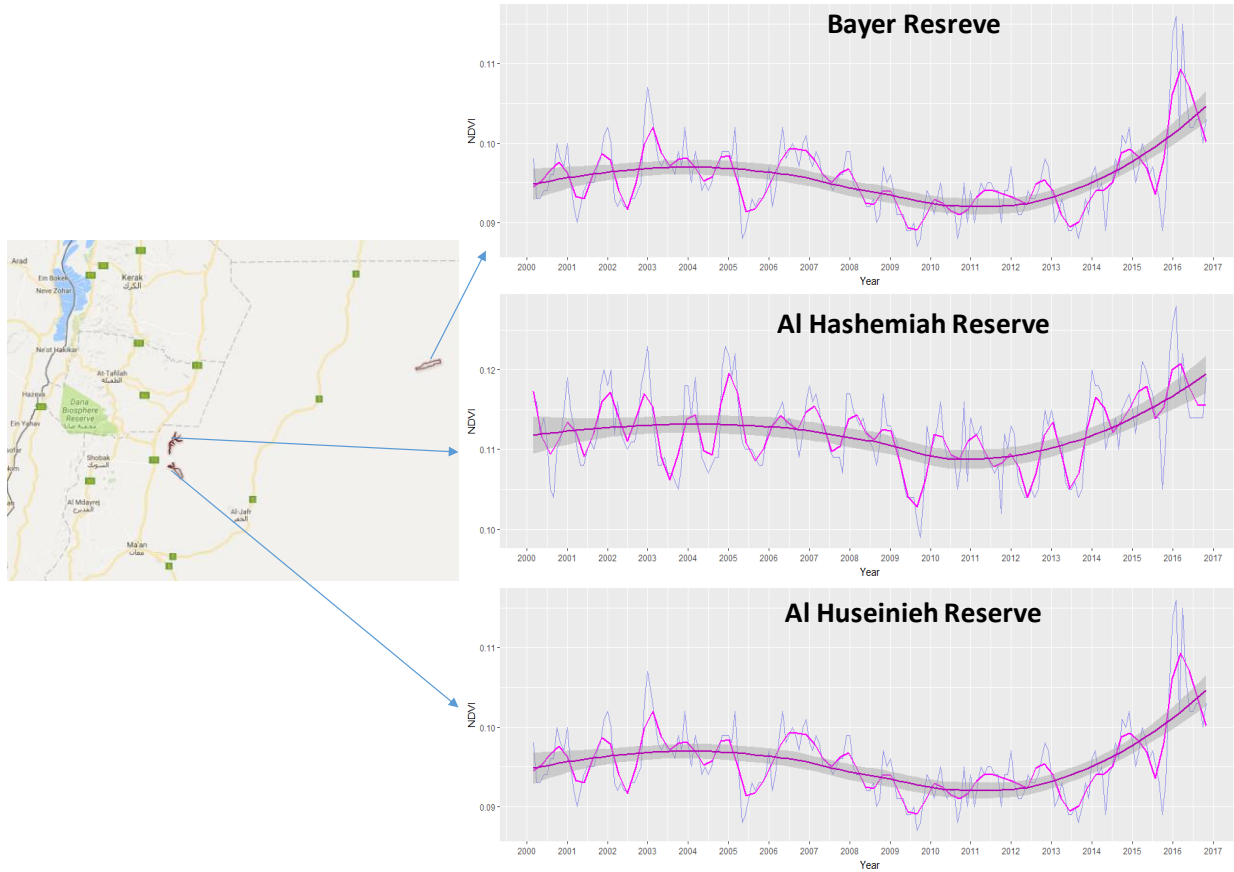 Bayer Resreve
0.11
0.10
0.09
NDVI
2000 2001 2002 2003 2004 2005 2006 2007 2008 2009 2010 2011 2012 2013 2014 2015 2016 2017
Year
Arad
Ein Bokek
Neve Zohar
Kerak
الكرك
Ne'ot Hakikar
At-Tafilah
الطفيلة
Hazeva
Dana
Biosphere
Reserve
Ein Yahav
Shobak
الشوبك
Al Mdayrej
المديرج
Al-Jafr
الجفر
Ma'an
معان
Al Hashemiah Reserve
0.12
0.11
0.10
NDVI
2000 2001 2002 2003 2004 2005 2006 2007 2008 2009 2010 2011 2012 2013 2014 2015 2016 2017
Year
Al Huseinieh Reserve
0.11
0.10
0.09
NDVI
2000 2001 2002 2003 2004 2005 2006 2007 2008 2009 2010 2011 2012 2013 2014 2015 2016 2017
Year